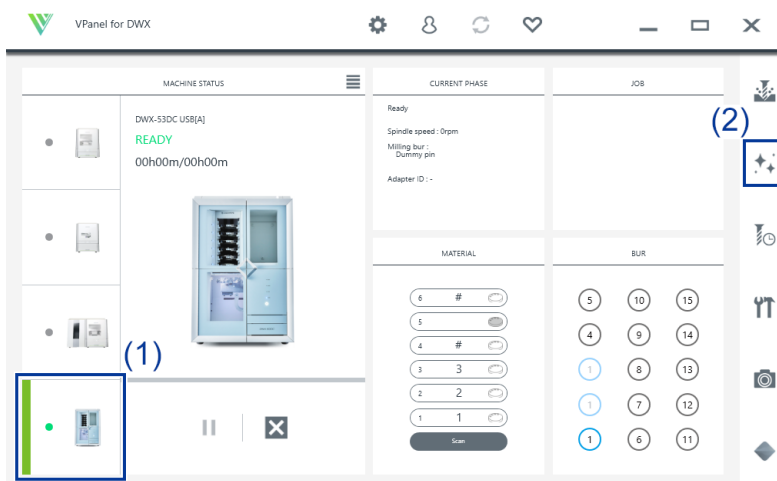 VPanel for DWX
MACHINE STATUS
DWX-53DC USB[A]
READY
00h00m/00h00m
CURRENT PHASE
Ready
Spindle speed : 0rpm
Milling bur :
Dummy pin
Adapter ID : -
JOB
(2)
MATERIAL
6 #
5
4 #
3 3
2 2
1 1
Scan
BUR
5 10 15
4 9 14
1 8 13
1 7 12
1 6 11
(1)